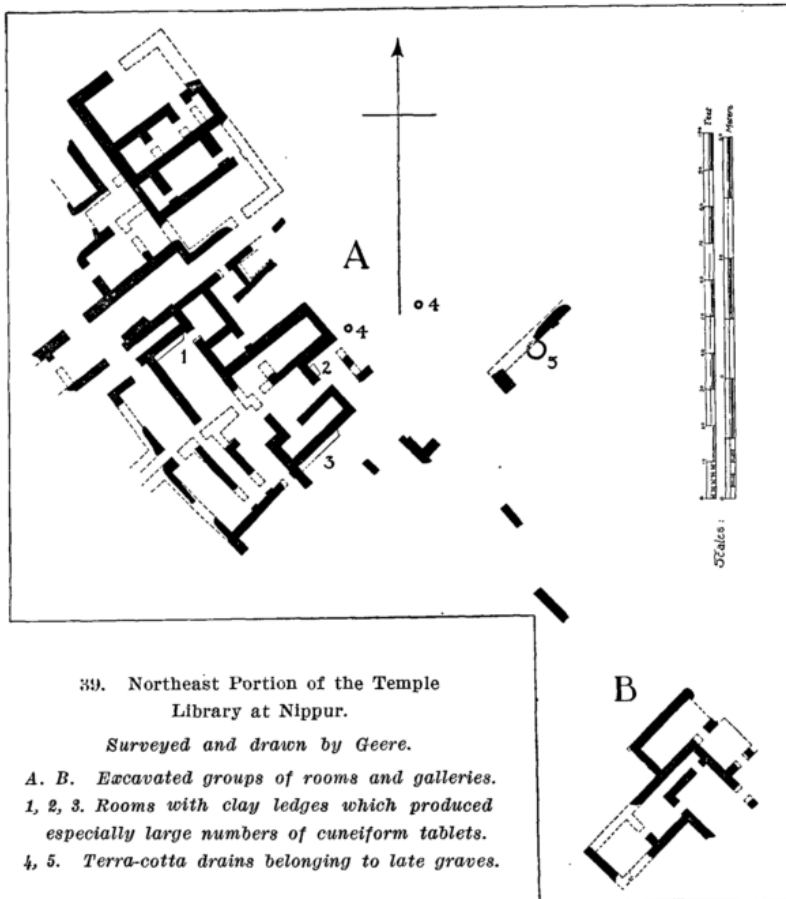 A
4
4
5
1
2
3
Feet
Meters
Scales:
B
39. Northeast Portion of the Temple
Library at Nippur.
Surveyed and drawn by Geere.
A. B. Excavated groups of rooms and galleries.
1, 2, 3. Rooms with clay ledges which produced
especially large numbers of cuneiform tablets.
4, 5. Terra-cotta drains belonging to late graves.